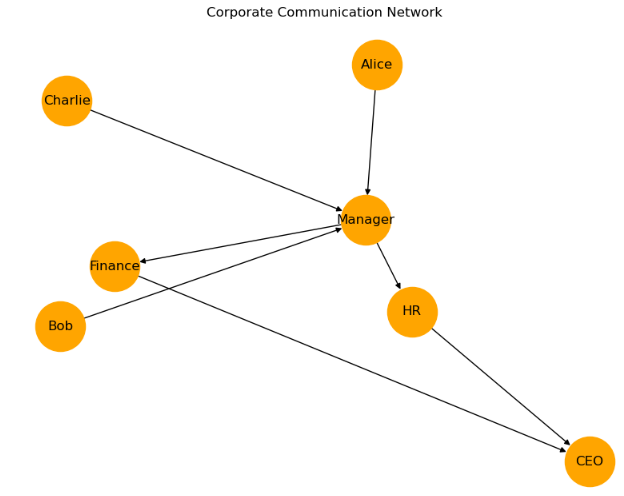 Corporate Communication Network
Alice
Charlie
Manager
Finance
HR
Bob
CEO